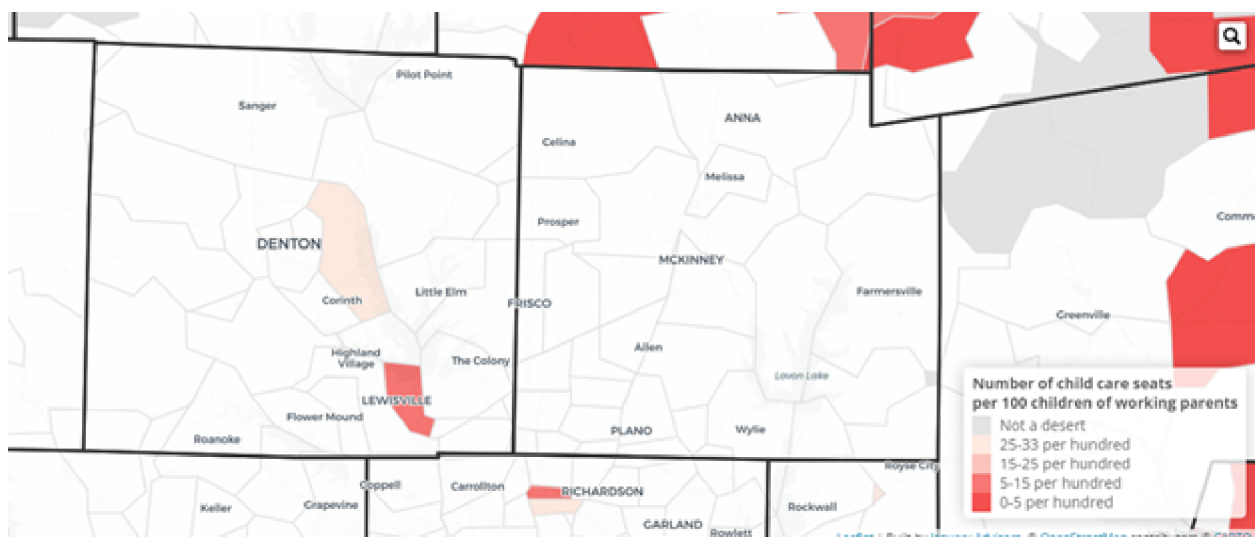 Pilot Point
Sanger
ANNA
Celina
Melissa
Prosper
Comm
DENTON
MCKINNEY
Little Elm
Farmersville
Corinth
FRISCO
Greenville
Allen
Highland
Village
The Colony
Lavon Lake
Number of child care seats
per 100 children of working parents
LEWISVILLE
Flower Mound
PLANO
Wylie
Not a desert
Roanoke
25-33 per hundred
15-25 per hundred
Royse City
Coppell
Carrollton
RICHARDSON
5-15 per hundred
Keller
Grapevine
Rockwall
0-5 per hundred
GARLAND
Rowlett